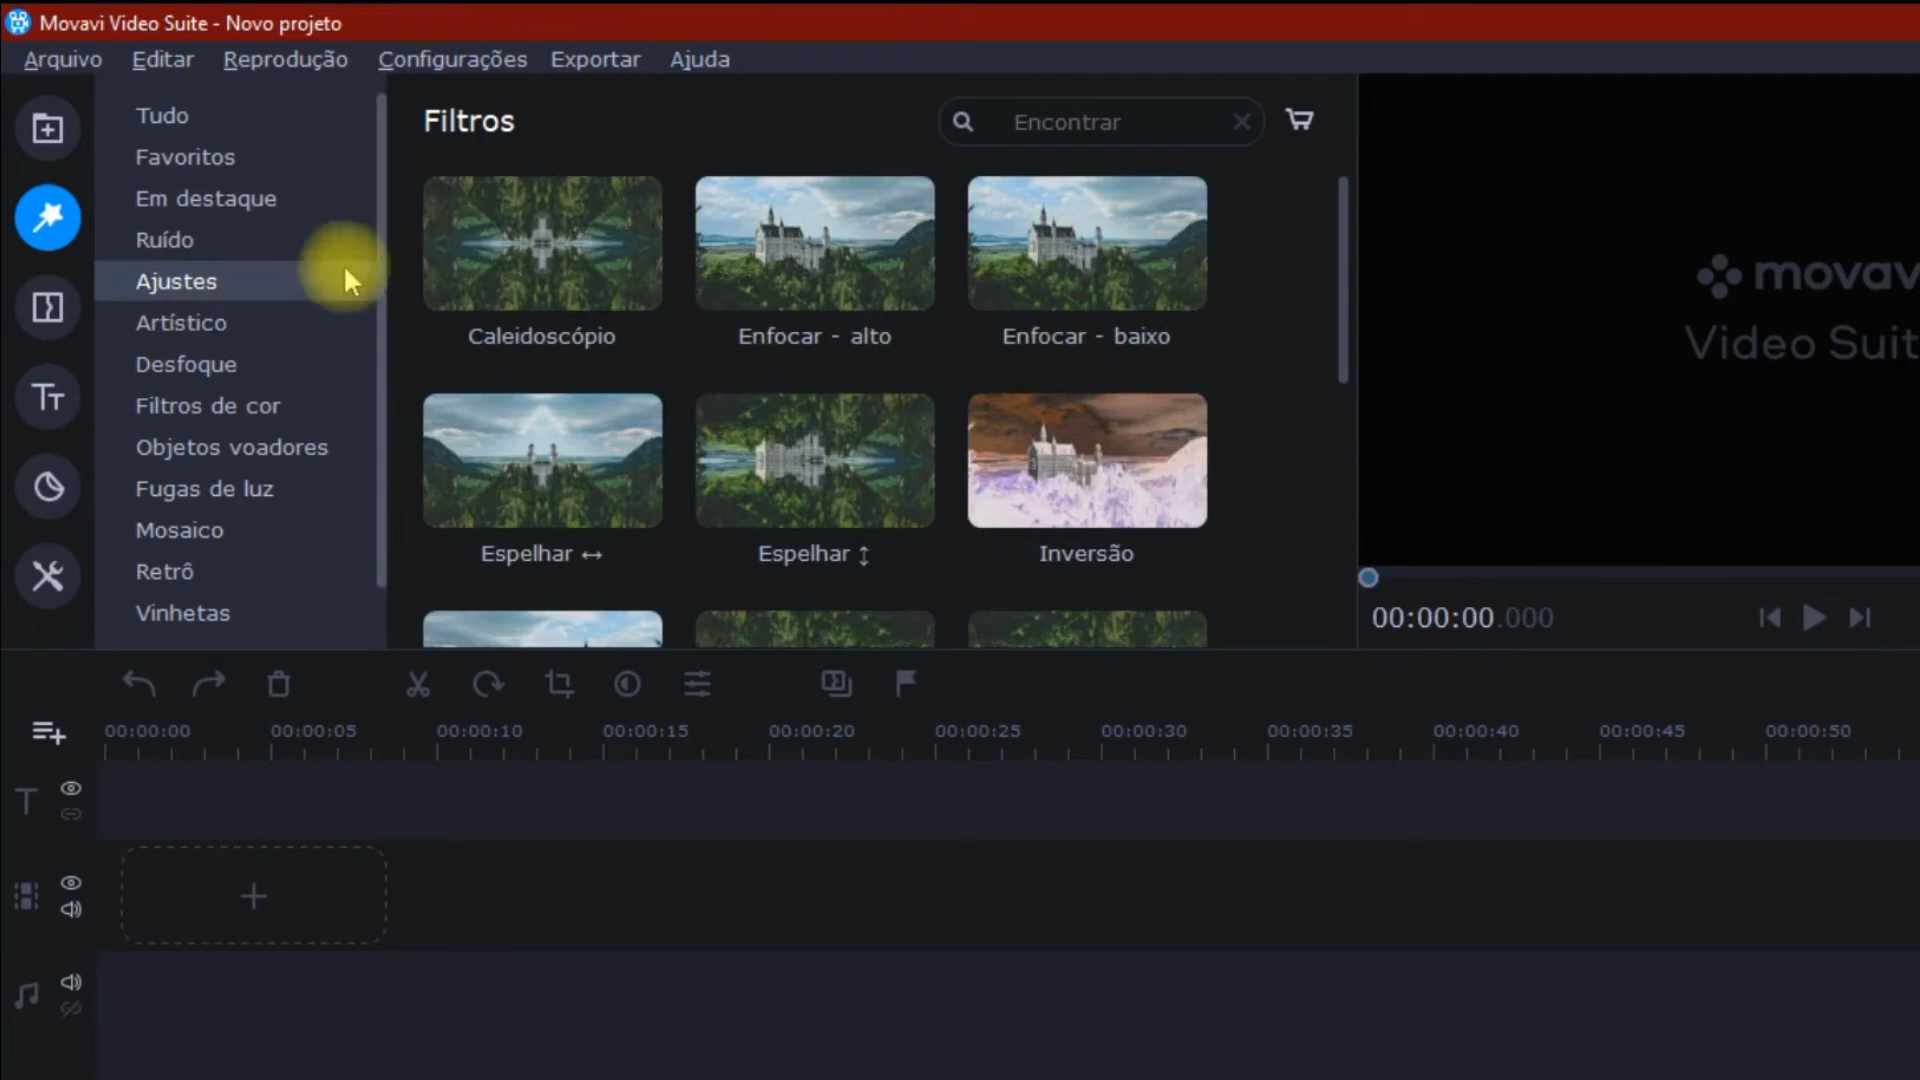 Movavi Video Suite - Novo projeto
Arquivo Editar Reprodução Configurações Exportar Ajuda
Tudo
Favoritos
Em destaque
Ruído
Ajustes
Artístico
Desfoque
Filtros de cor
Objetos voadores
Fugas de luz
Mosaico
Retrô
Vinhetas
Filtros
Encontrar
Caleidoscópio
Enfocar - alto
Enfocar - baixo
Espelhar ↔
Espelhar ↕
Inversão
movav
Video Suit
00:00:00.000
00:00:00 00:00:05 00:00:10 00:00:15 00:00:20 00:00:25 00:00:30 00:00:35 00:00:40 00:00:45 00:00:50